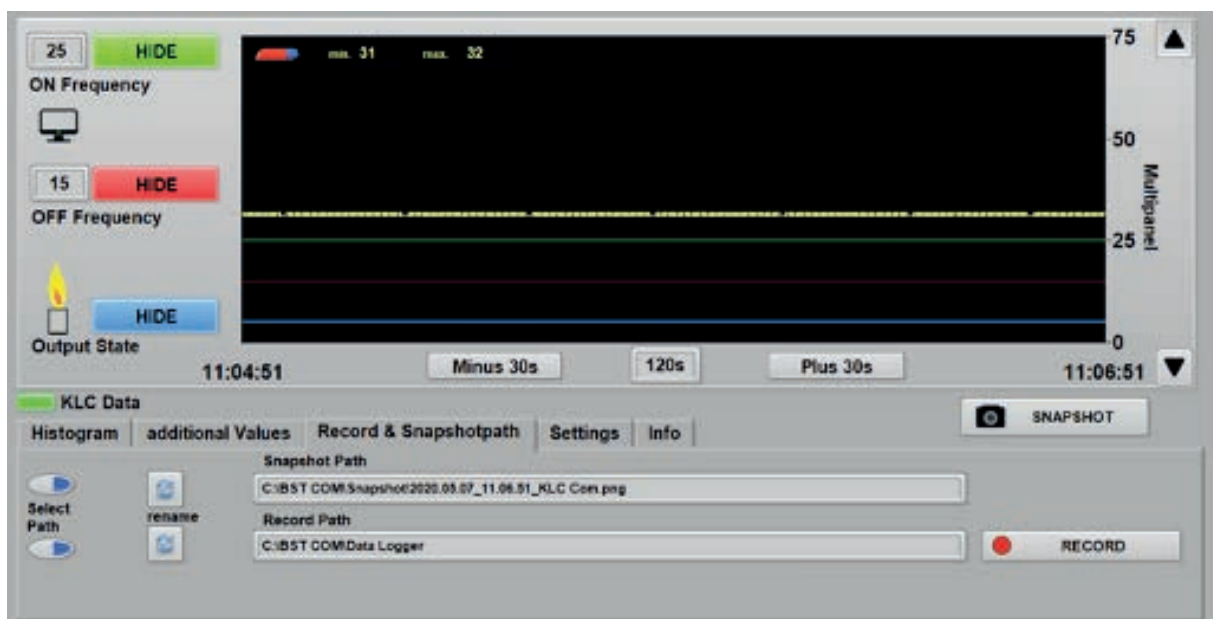 25 HIDE
ON Frequency
15 HIDE
OFF Frequency
HIDE
Output State
min. 31 max. 32
75
50
25
0
Multipanel
11:04:51 Minus 30s 120s Plus 30s 11:06:51
KLC Data
SNAPSHOT
Histogram additional Values Record & Snapshotpath Settings Info
Snapshot Path
C:\BST COM\Snapshot\2020.05.07_11.06.51_KLC Com.png
Select
Path
rename
Record Path
C:\BST COM\Data Logger
RECORD